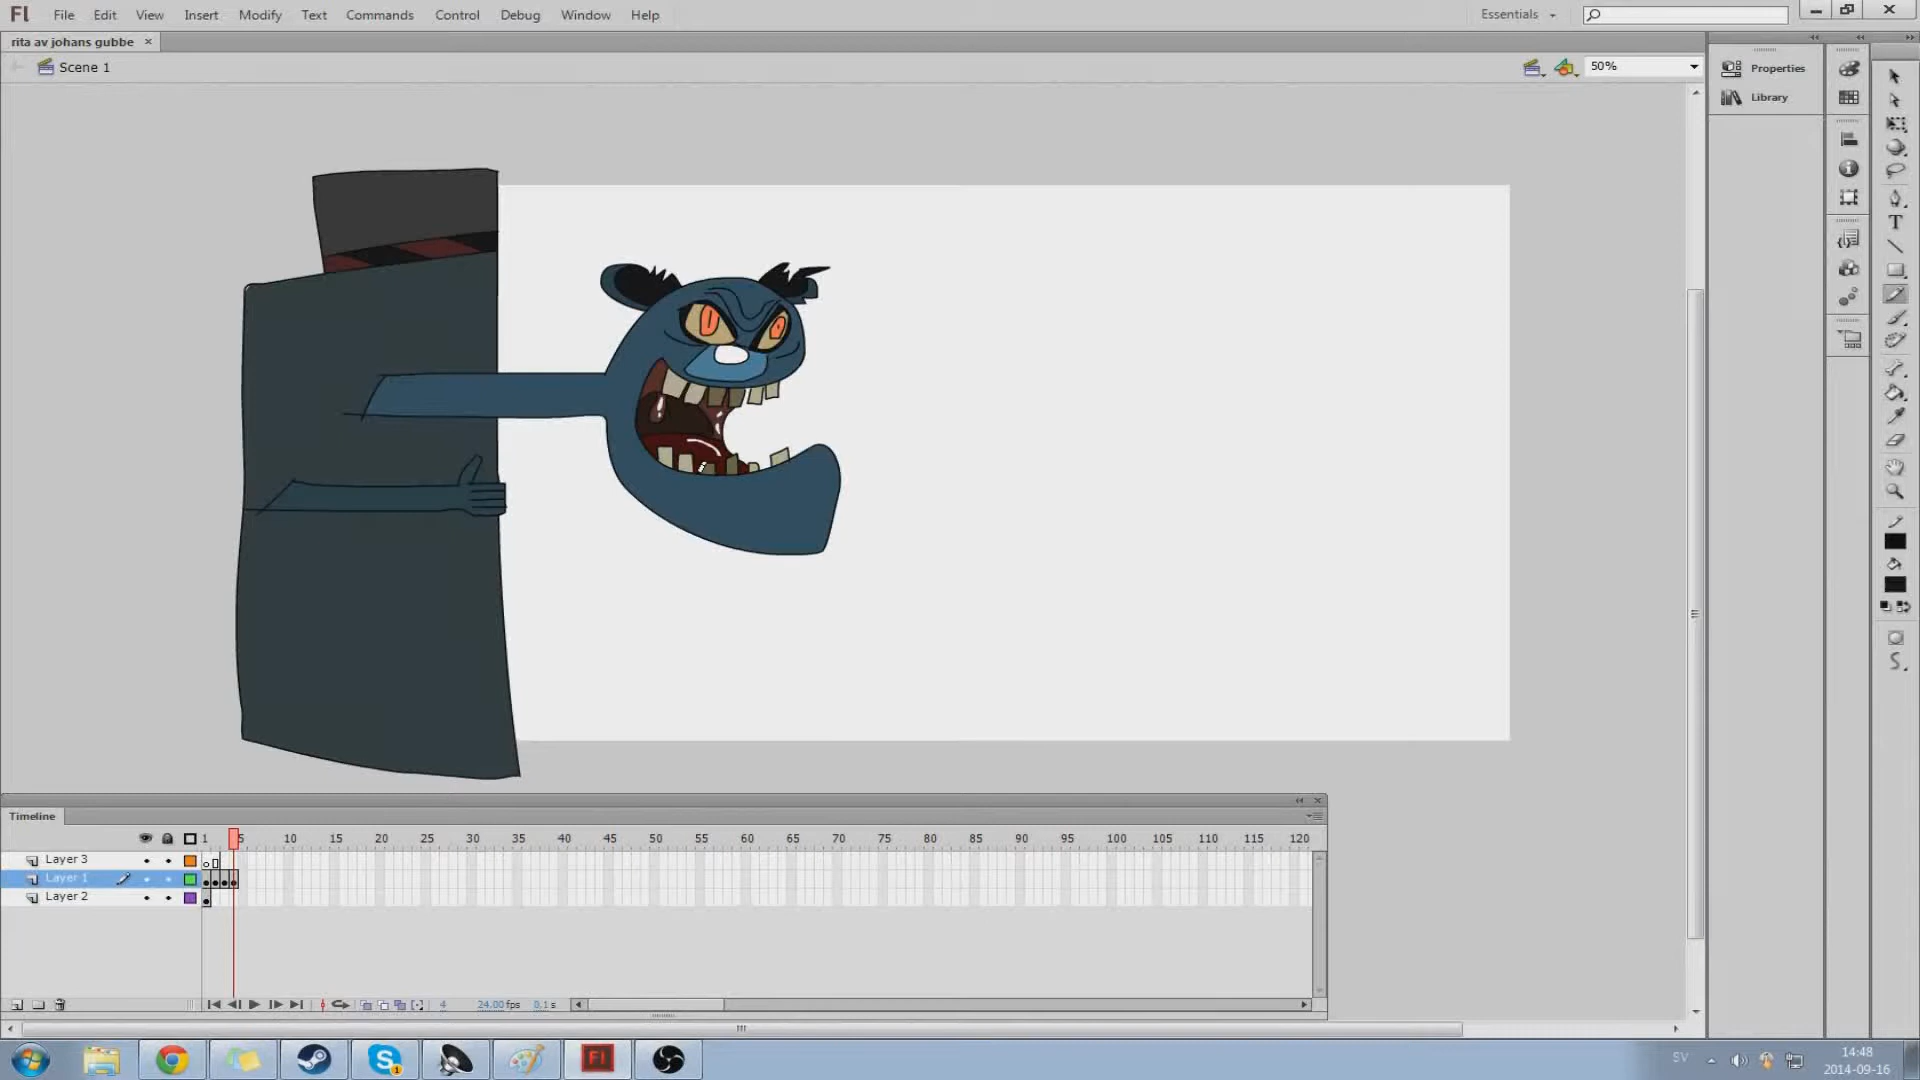 Fl File Edit View Insert Modify Text Commands Control Debug Window Help Essentials
rita av johans gubbe ×
Scene 1 50%
Properties
Library
T
Timeline
1 5 10 15 20 25 30 35 40 45 50 55 60 65 70 75 80 85 90 95 100 105 110 115 120
Layer 3
Layer 1
Layer 2
4 24.00 fps 0.1 s
Fl SV 14:48
2014-09-16